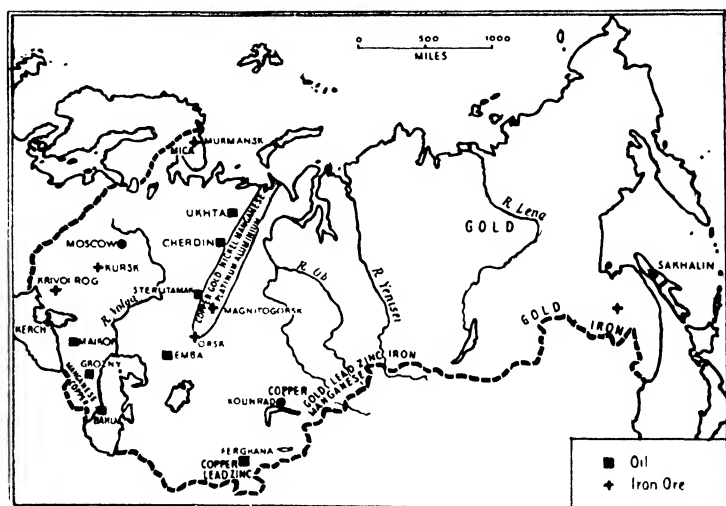 0 500 1000
MILES
MURMANSK
MICA
UKHTA
CHERDIN
MOSCOW
KURSK
KRIVOI ROG
R. Volga
STERLITAMAK
COPPER GOLD NICKEL MANGANESE
PLATINUM ALUMINIUM
MAGNITOGORSK
ORSK
EMBA
KERCH
MAIKOP
GROZNY
MANGANESE
COPPER
BAKU
R. Ob
R. Yenisei
R. Lena
GOLD
SAKHALIN
GOLD
IRON
COPPER
KOUNRAD
GOLD LEAD ZINC IRON
MANGANESE
FERGHANA
COPPER
LEAD ZINC
Oil
Iron Ore